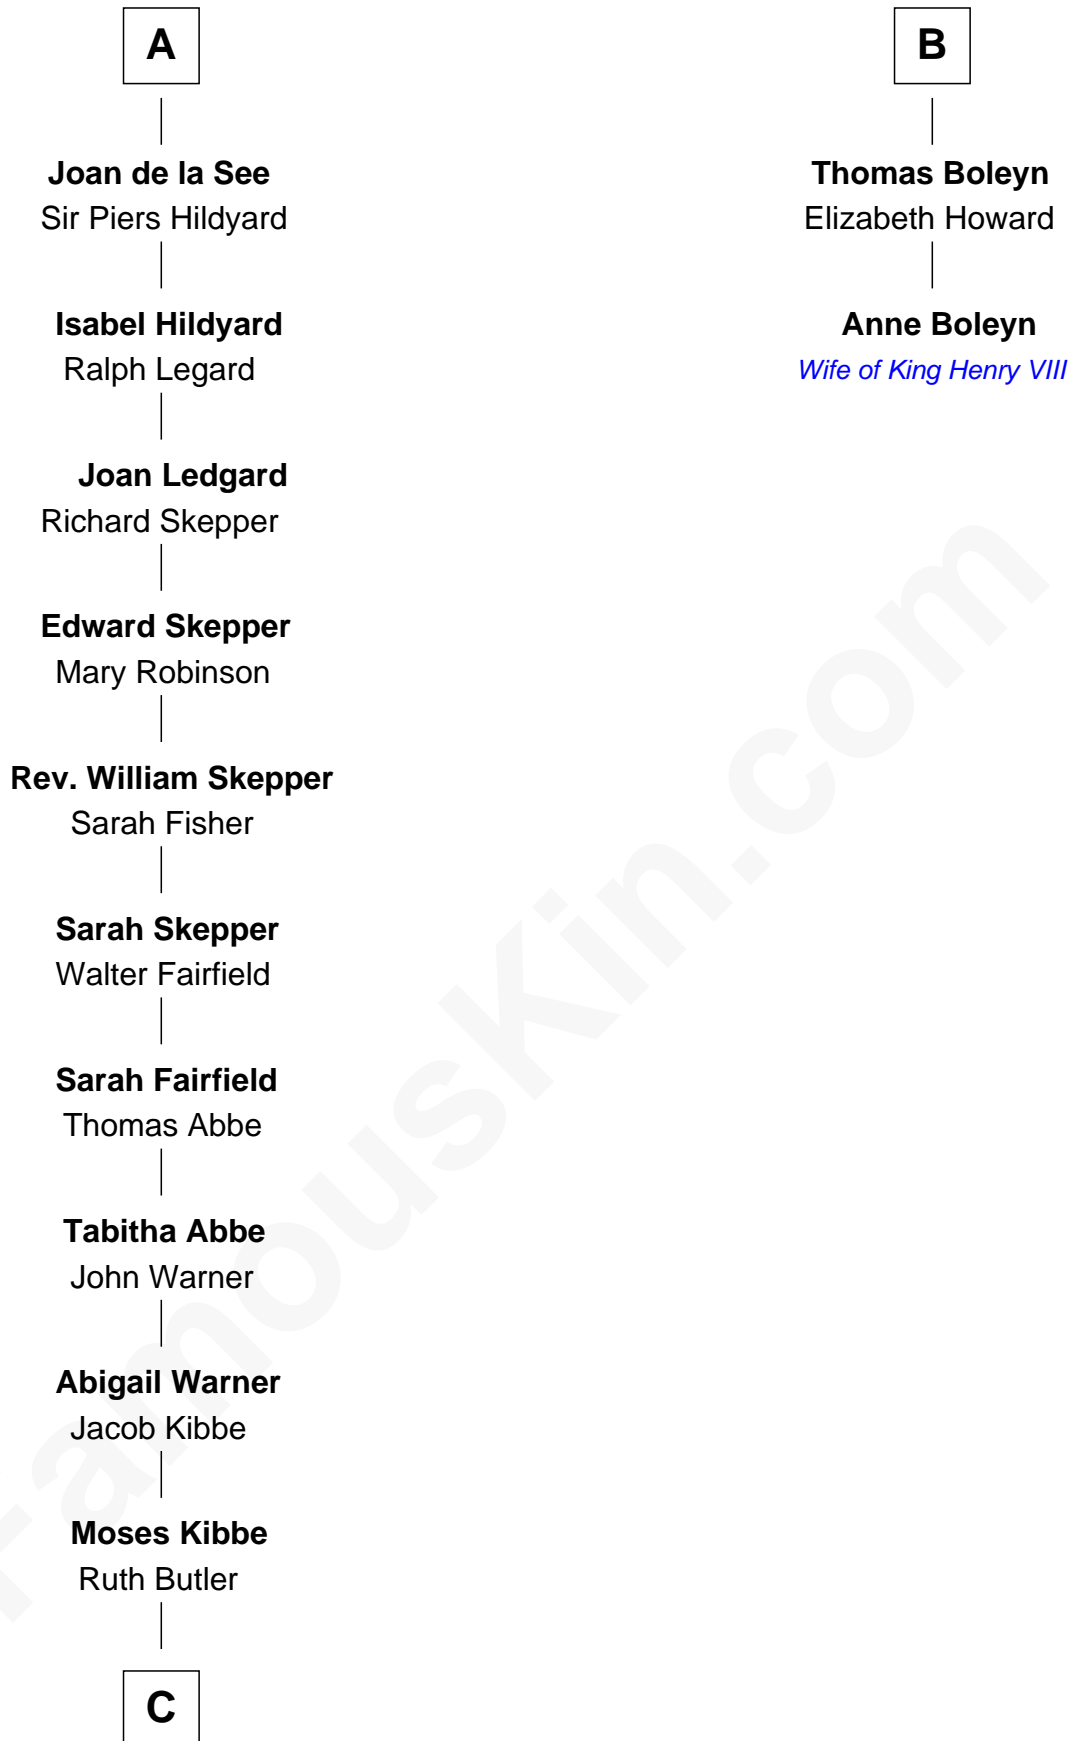 A
Joan de la See
Sir Piers Hildyard
Isabel Hildyard
Ralph Legard
Joan Ledgard
Richard Skepper
Edward Skepper
Mary Robinson
Rev. William Skepper
Sarah Fisher
Sarah Skepper
Walter Fairfield
Sarah Fairfield
Thomas Abbe
Tabitha Abbe
John Warner
Abigail Warner
Jacob Kibbe
Moses Kibbe
Ruth Butler
C
B
Thomas Boleyn
Elizabeth Howard
Anne Boleyn
Wife of King Henry VIII
FamousKin.com